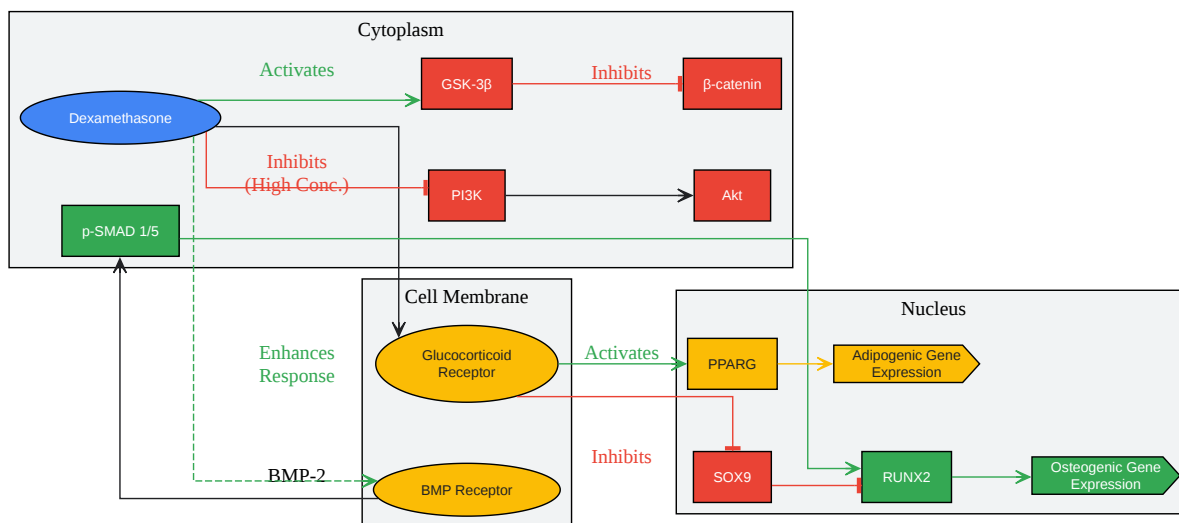 Cytoplasm
Activates
GSK-3β
Inhibits
β-catenin
Dexamethasone
Inhibits
(High Conc.)
PI3K
Akt
p-SMAD 1/5
Cell Membrane
Nucleus
Enhances
Response
Glucocorticoid
Receptor
Activates
PPARG
Adipogenic Gene
Expression
BMP-2
BMP Receptor
Inhibits
SOX9
RUNX2
Osteogenic Gene
Expression